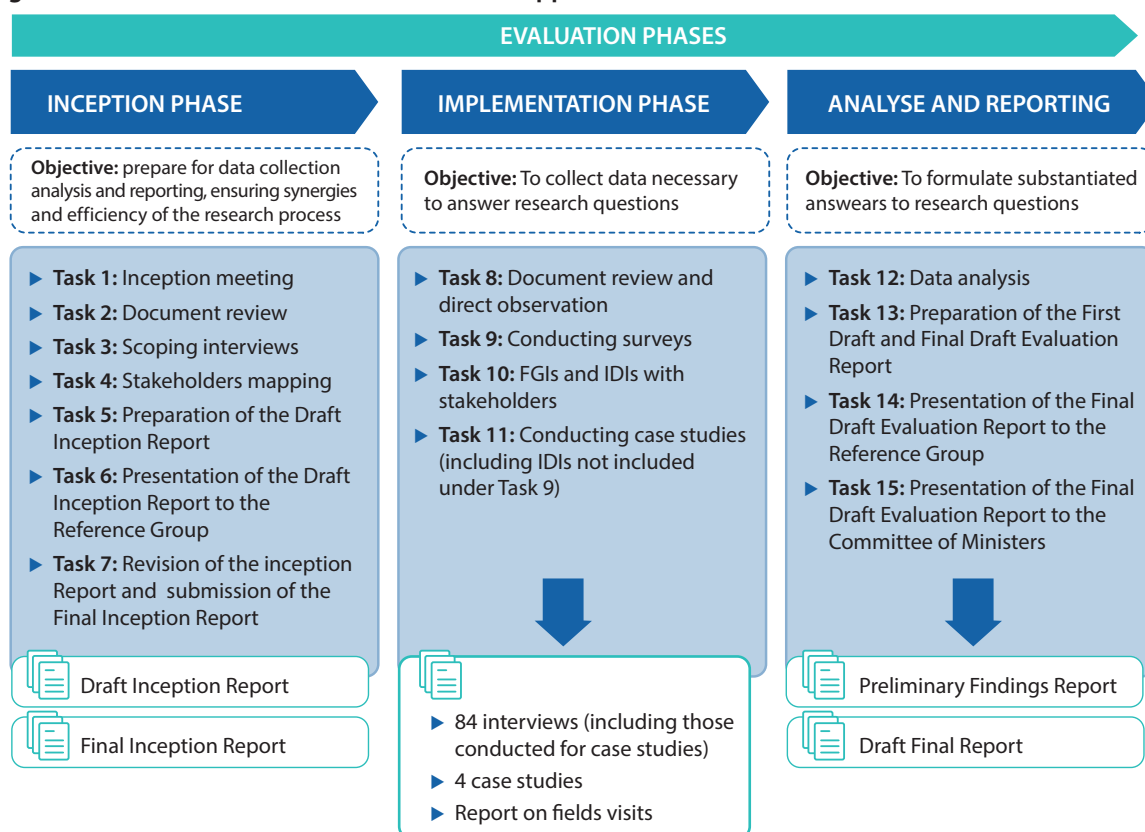 EVALUATION PHASES
INCEPTION PHASE
Objective: prepare for data collection
analysis and reporting, ensuring synergies
and efficiency of the research process
Task 1: Inception meeting
Task 2: Document review
Task 3: Scoping interviews
Task 4: Stakeholders mapping
Task 5: Preparation of the Draft
Inception Report
Task 6: Presentation of the Draft
Inception Report to the
Reference Group
Task 7: Revision of the inception
Report and submission of the
Final Inception Report
Draft Inception Report
Final Inception Report
IMPLEMENTATION PHASE
Objective: To collect data necessary
to answer research questions
Task 8: Document review and
direct observation
Task 9: Conducting surveys
Task 10: FGIs and IDIs with
stakeholders
Task 11: Conducting case studies
(including IDIs not included
under Task 9)
84 interviews (including those
conducted for case studies)
4 case studies
Report on fields visits
ANALYSE AND REPORTING
Objective: To formulate substantiated
answears to research questions
Task 12: Data analysis
Task 13: Preparation of the First
Draft and Final Draft Evaluation
Report
Task 14: Presentation of the Final
Draft Evaluation Report to the
Reference Group
Task 15: Presentation of the Final
Draft Evaluation Report to the
Committee of Ministers
Preliminary Findings Report
Draft Final Report